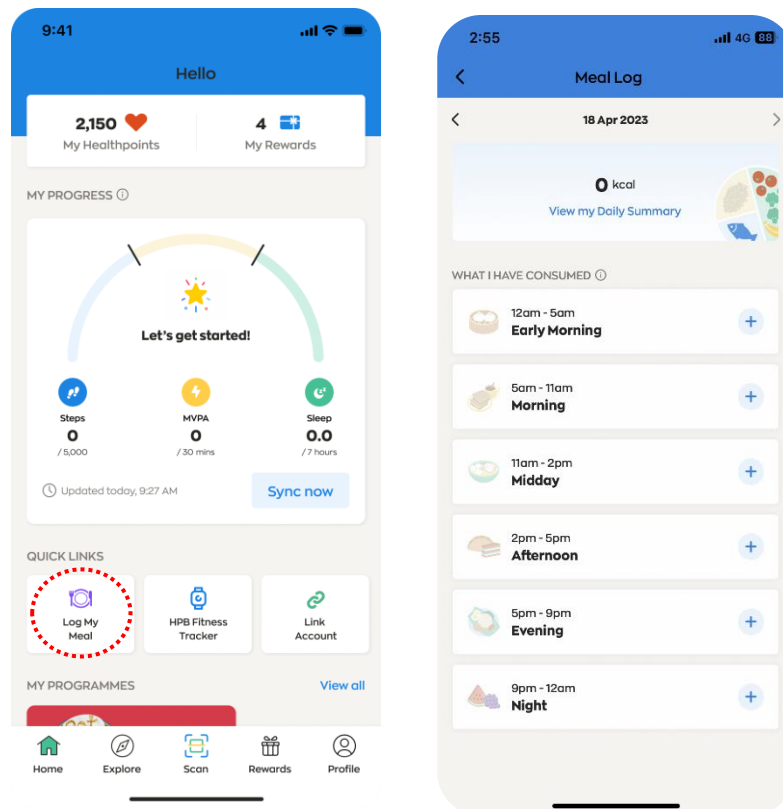 9:41
Hello
2,150
4
My Healthpoints
My Rewards
MY PROGRESS
Let's get started!
Steps
MVPA
Sleep
0
0
0.0
/ 5,000
/ 30 mins
/ 7 hours
Updated today, 9:27 AM
Sync now
QUICK LINKS
Log My
Meal
HPB Fitness
Tracker
Link
Account
MY PROGRAMMES
View all
Home
Explore
Scan
Rewards
Profile
2:55
4G 88
Meal Log
18 Apr 2023
0 kcal
View my Daily Summary
WHAT I HAVE CONSUMED
12am - 5am
Early Morning
5am - 11am
Morning
11am - 2pm
Midday
2pm - 5pm
Afternoon
5pm - 9pm
Evening
9pm - 12am
Night